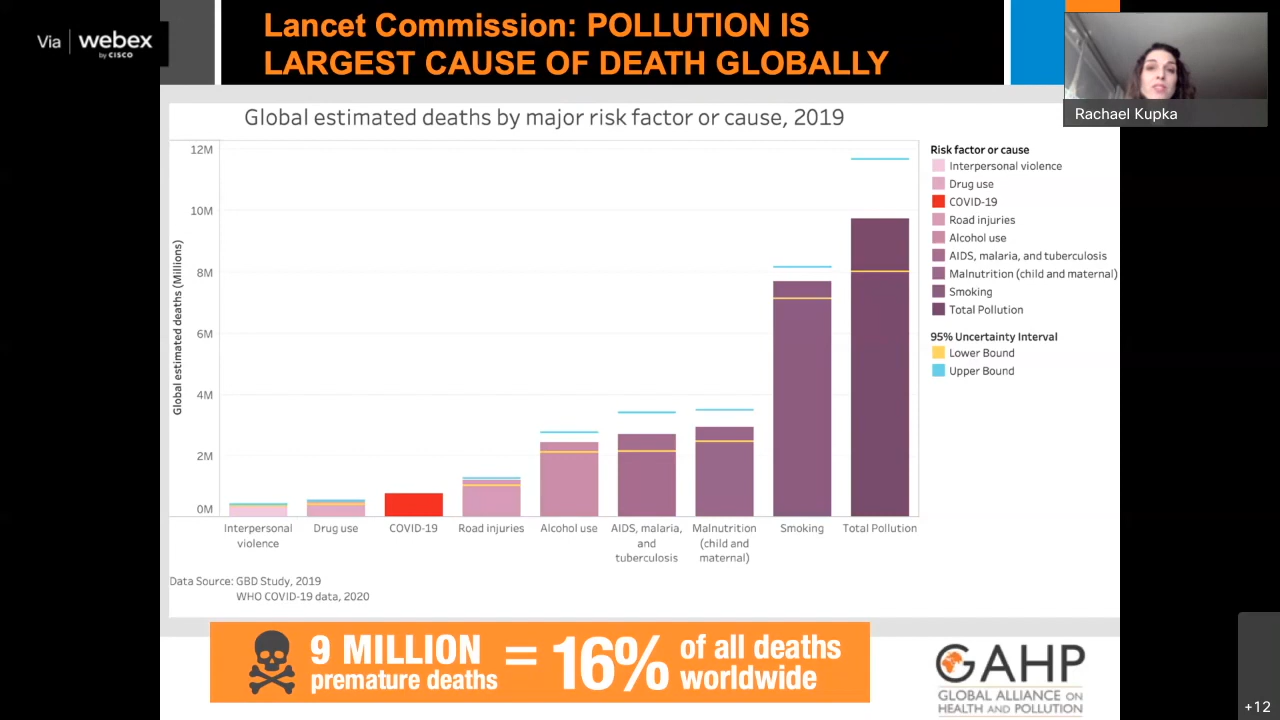 Via webex
by CISCO
Lancet Commission: POLLUTION IS
LARGEST CAUSE OF DEATH GLOBALLY
Rachael Kupka
Global estimated deaths by major risk factor or cause, 2019
Global estimated deaths (Millions)
12M
10M
8M
6M
4M
2M
0M
Interpersonal
violence
Drug use
COVID-19
Road injuries
Alcohol use
AIDS, malaria,
and
tuberculosis
Malnutrition
(child and
maternal)
Smoking
Total Pollution
Risk factor or cause
Interpersonal violence
Drug use
COVID-19
Road injuries
Alcohol use
AIDS, malaria, and tuberculosis
Malnutrition (child and maternal)
Smoking
Total Pollution
95% Uncertainty Interval
Lower Bound
Upper Bound
Data Source: GBD Study, 2019
WHO COVID-19 data, 2020
9 MILLION
premature deaths
=
16%
of all deaths
worldwide
GAHP
GLOBAL ALLIANCE ON
HEALTH AND POLLUTION
+12